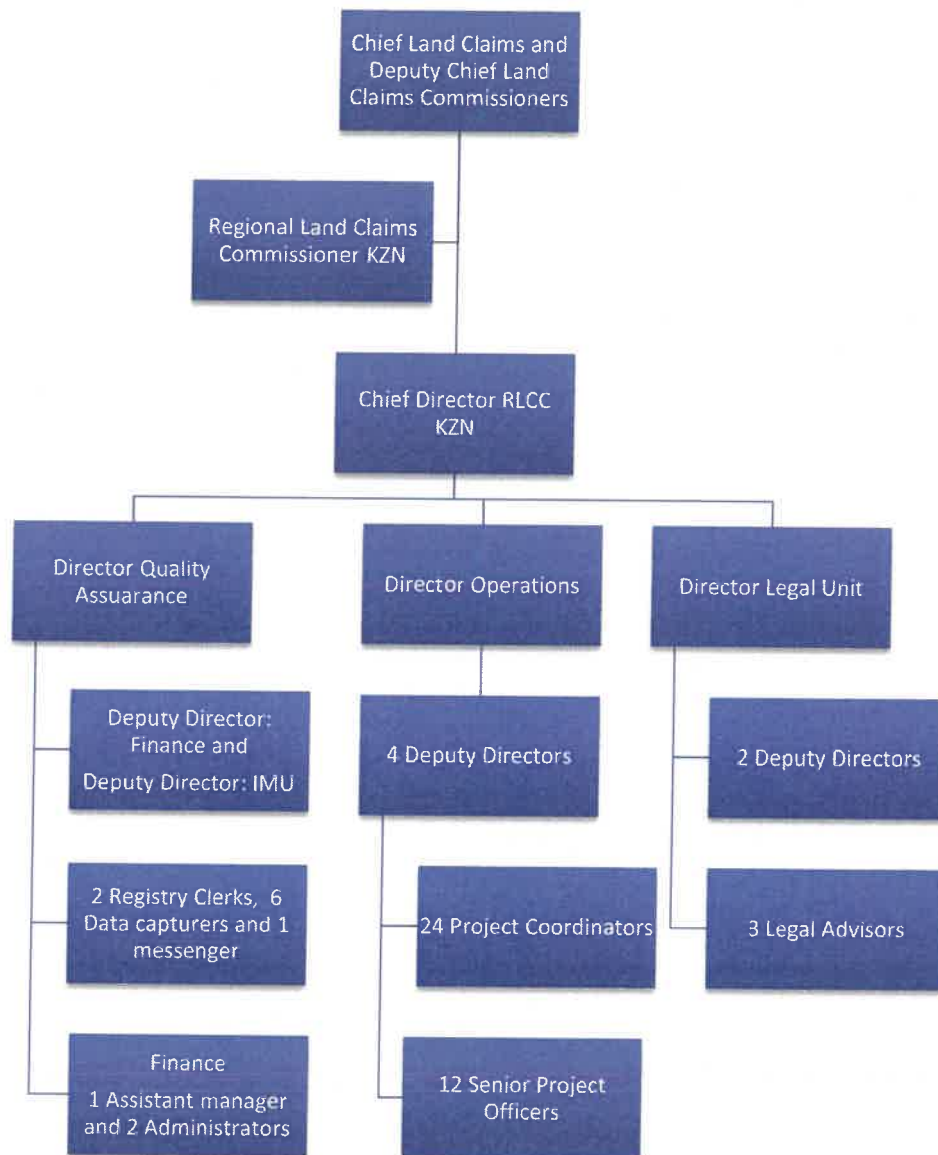 Chief Land Claims and
Deputy Chief Land
Claims Commissioners
Regional Land Claims
Commissioner KZN
Chief Director RLCC
KZN
Director Quality
Assuarance
Director Operations
Director Legal Unit
Deputy Director:
Finance and
Deputy Director: IMU
4 Deputy Directors
2 Deputy Directors
2 Registry Clerks, 6
Data capturers and 1
messenger
24 Project Coordinators
3 Legal Advisors
Finance
1 Assistant manager
and 2 Administrators
12 Senior Project
Officers